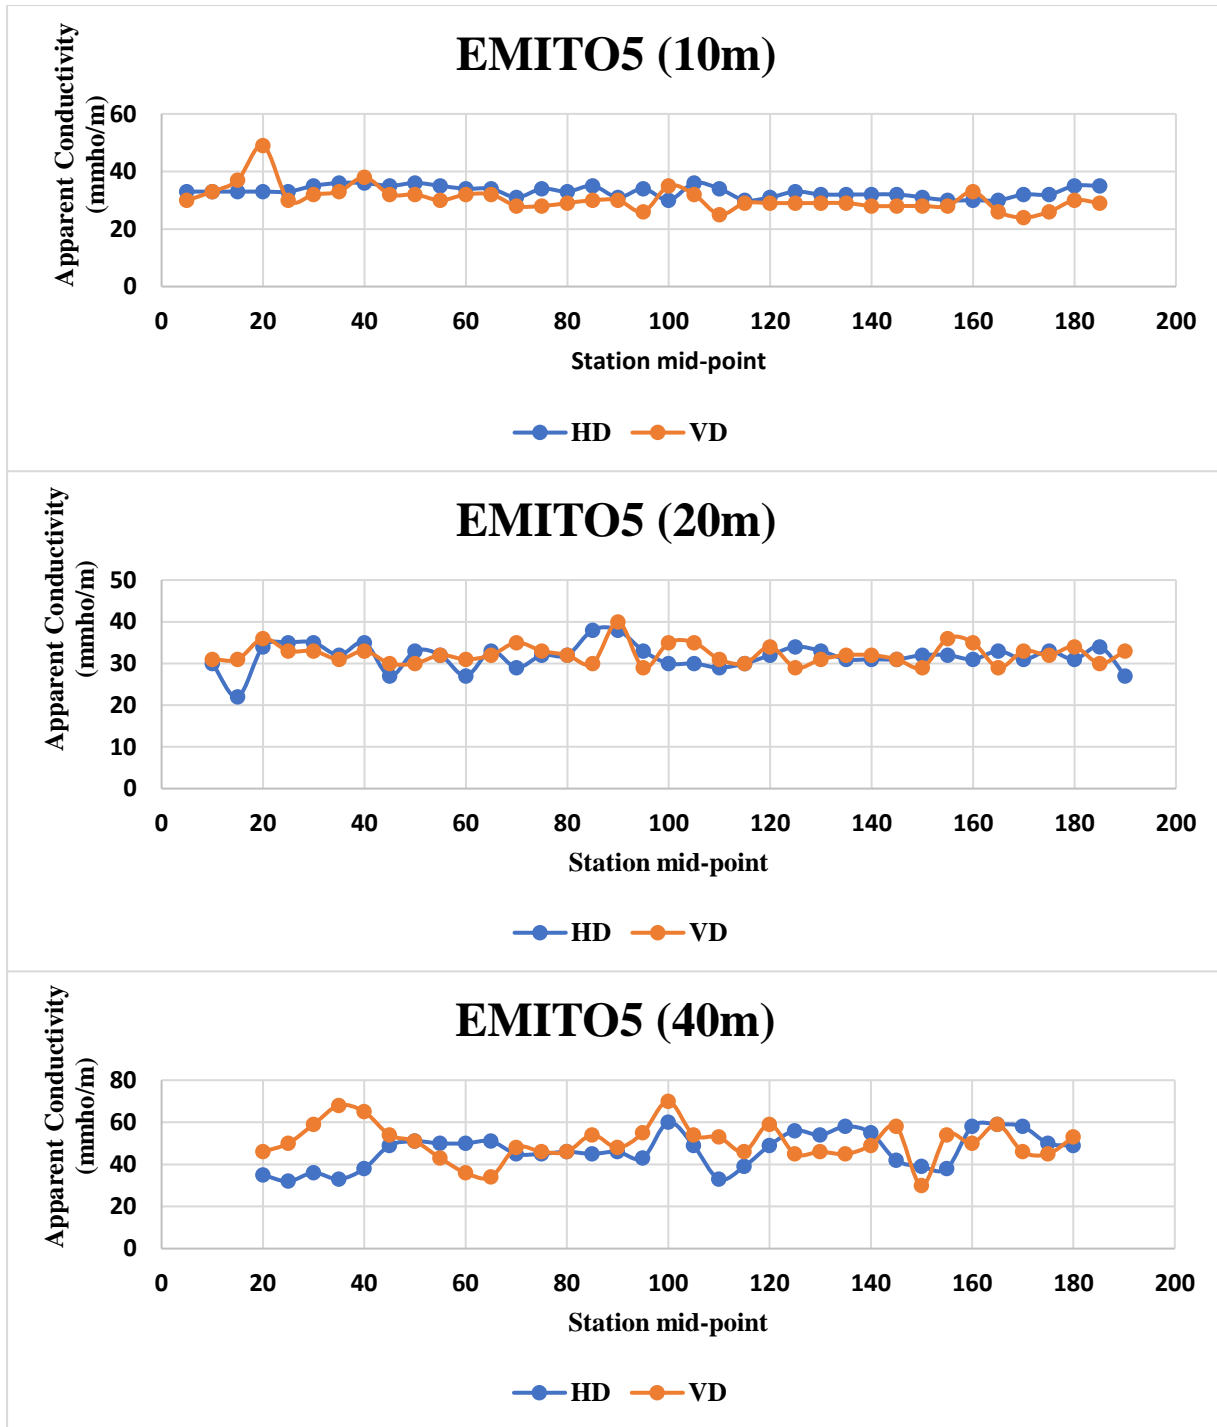 EMITO5 (10m)
Apparent Conductivity
(mmho/m)
60
40
20
0
0 20 40 60 80 100 120 140 160 180 200
Station mid-point
HD VD
EMITO5 (20m)
Apparent Conductivity
(mmho/m)
50
40
30
20
10
0
0 20 40 60 80 100 120 140 160 180 200
Station mid-point
HD VD
EMITO5 (40m)
Apparent Conductivity
(mmho/m)
80
60
40
20
0
0 20 40 60 80 100 120 140 160 180 200
Station mid-point
HD VD